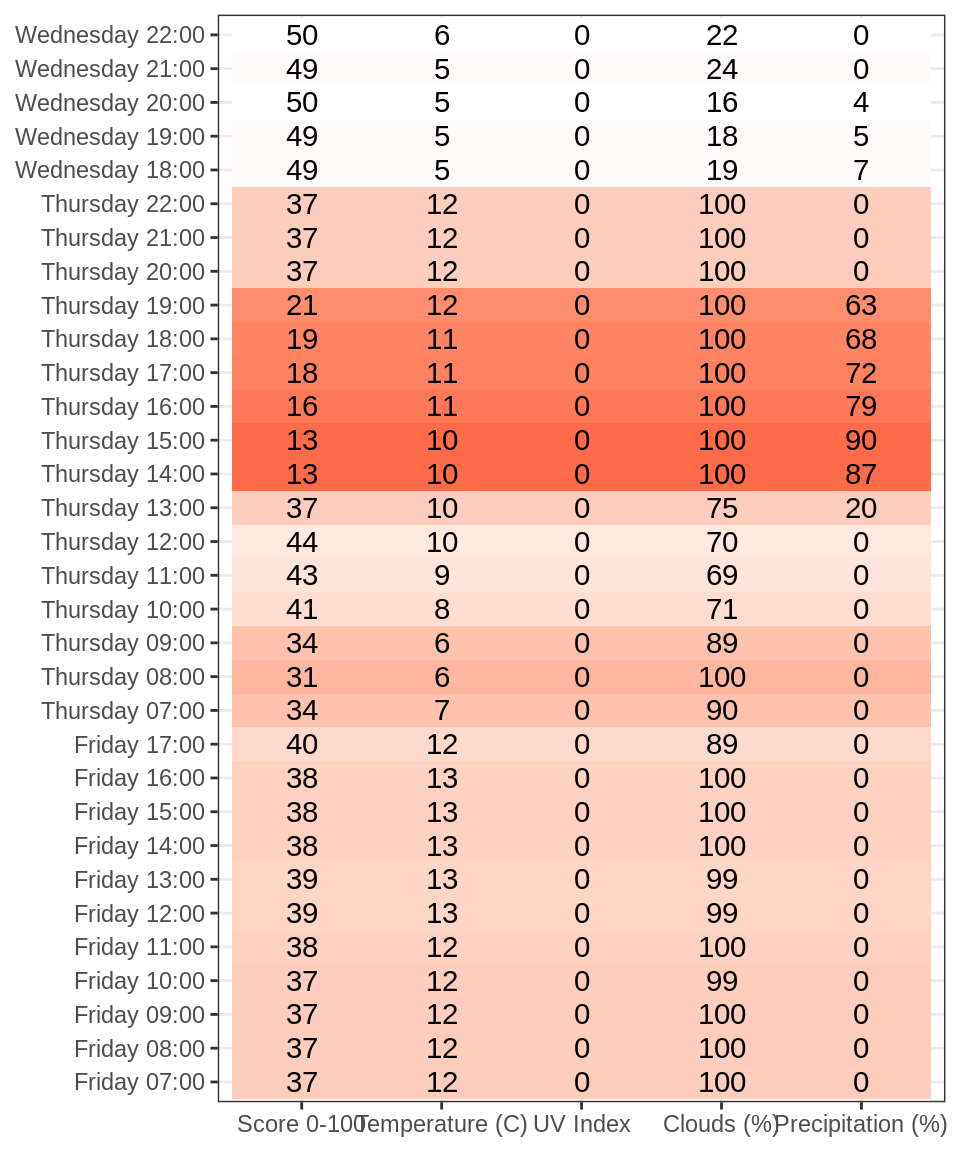 Wednesday 22:00 50 6 0 22 0
Wednesday 21:00 49 5 0 24 0
Wednesday 20:00 50 5 0 16 4
Wednesday 19:00 49 5 0 18 5
Wednesday 18:00 49 5 0 19 7
Thursday 22:00 37 12 0 100 0
Thursday 21:00 37 12 0 100 0
Thursday 20:00 37 12 0 100 0
Thursday 19:00 21 12 0 100 63
Thursday 18:00 19 11 0 100 68
Thursday 17:00 18 11 0 100 72
Thursday 16:00 16 11 0 100 79
Thursday 15:00 13 10 0 100 90
Thursday 14:00 13 10 0 100 87
Thursday 13:00 37 10 0 75 20
Thursday 12:00 44 10 0 70 0
Thursday 11:00 43 9 0 69 0
Thursday 10:00 41 8 0 71 0
Thursday 09:00 34 6 0 89 0
Thursday 08:00 31 6 0 100 0
Thursday 07:00 34 7 0 90 0
Friday 17:00 40 12 0 89 0
Friday 16:00 38 13 0 100 0
Friday 15:00 38 13 0 100 0
Friday 14:00 38 13 0 100 0
Friday 13:00 39 13 0 99 0
Friday 12:00 39 13 0 99 0
Friday 11:00 38 12 0 100 0
Friday 10:00 37 12 0 99 0
Friday 09:00 37 12 0 100 0
Friday 08:00 37 12 0 100 0
Friday 07:00 37 12 0 100 0
Score 0-100 Temperature (C) UV Index Clouds (%) Precipitation (%)